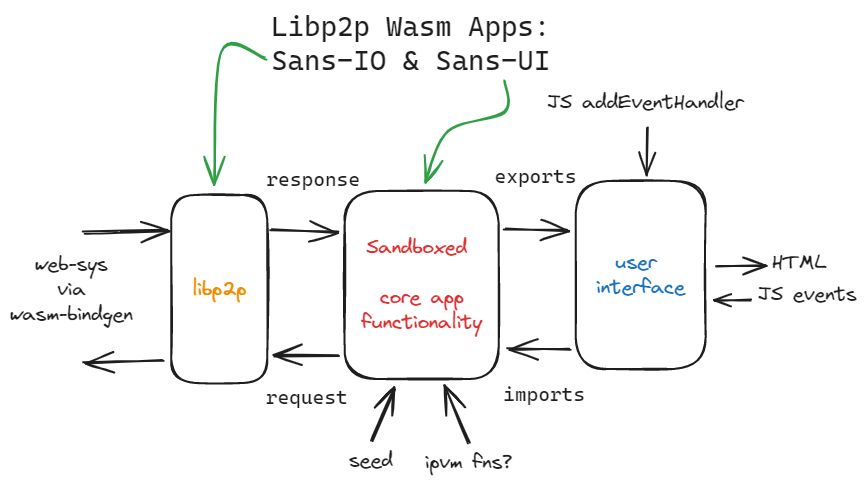 Libp2p Wasm Apps:
Sans-IO & Sans-UI
JS addEventHandler
response
exports
web-sys
via
wasm-bindgen
libp2p
Sandboxed
core app
functionality
user
interface
HTML
JS events
request
imports
seed
ipvm fns?